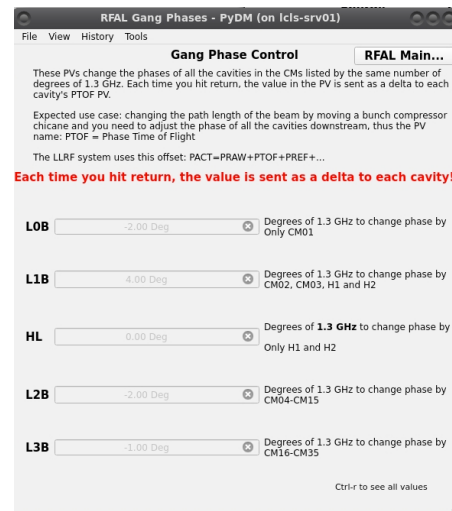 RFAL Gang Phases - PyDM (on lcls-srv01)
File View History Tools
Gang Phase Control
RFAL Main...
These PVs change the phases of all the cavities in the CMs listed by the same number of
degrees of 1.3 GHz. Each time you hit return, the value in the PV is sent as a delta to each
cavity's PTOF PV.
Expected use case: changing the path length of the beam by moving a bunch compressor
chicane and you need to adjust the phase of all the cavities downstream, thus the PV
name: PTOF = Phase Time of Flight
The LLRF system uses this offset: PACT=PRAW+PTOF+PREF+...
Each time you hit return, the value is sent as a delta to each cavity!
L0B
-2.00 Deg
Degrees of 1.3 GHz to change phase by
Only CM01
L1B
4.00 Deg
Degrees of 1.3 GHz to change phase by
CM02, CM03, H1 and H2
HL
0.00 Deg
Degrees of 1.3 GHz to change phase by
Only H1 and H2
L2B
-2.00 Deg
Degrees of 1.3 GHz to change phase by
CM04-CM15
L3B
-1.00 Deg
Degrees of 1.3 GHz to change phase by
CM16-CM35
Ctrl-r to see all values